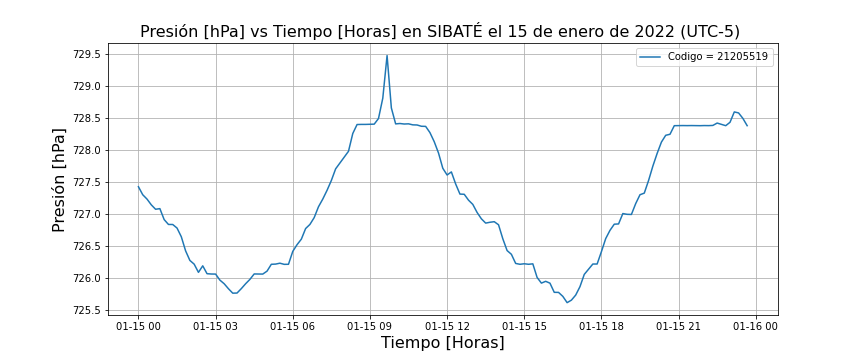 Presión [hPa] vs Tiempo [Horas] en SIBATÉ el 15 de enero de 2022 (UTC-5)
Codigo = 21205519
Presión [hPa]
729.5
729.0
728.5
728.0
727.5
727.0
726.5
726.0
725.5
01-15 00 01-15 03 01-15 06 01-15 09 01-15 12 01-15 15 01-15 18 01-15 21 01-16 00
Tiempo [Horas]